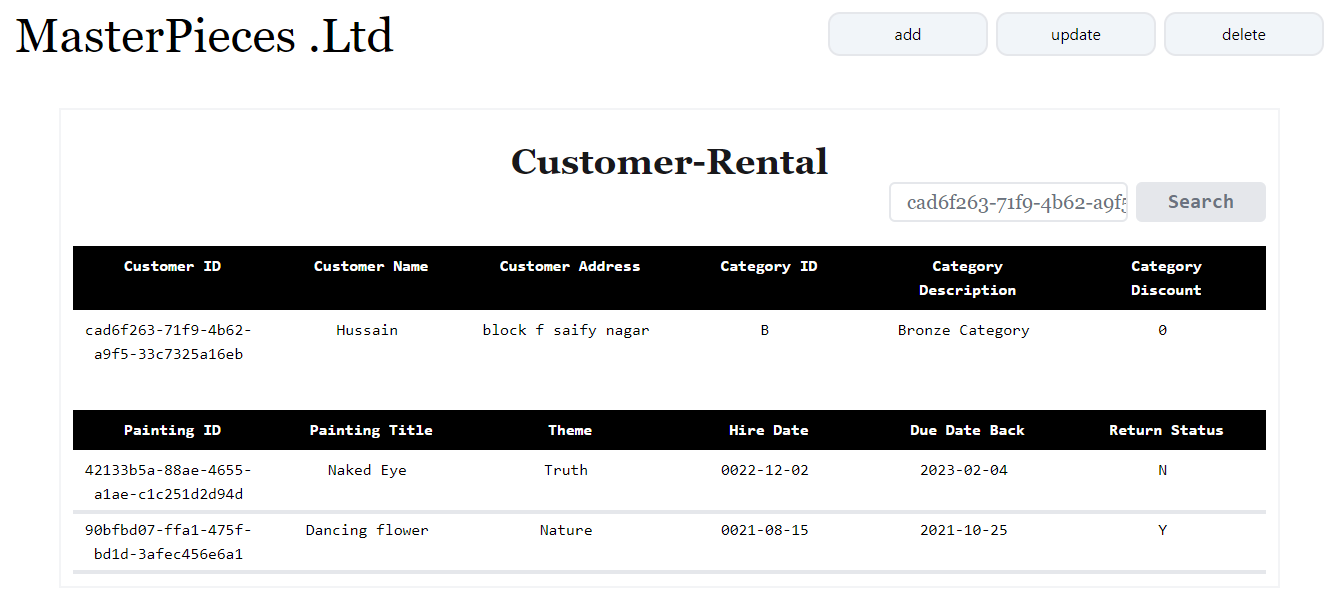 MasterPieces .Ltd
add update delete
Customer-Rental
cad6f263-71f9-4b62-a9f5 Search
Customer ID Customer Name Customer Address Category ID Category Description Category Discount
cad6f263-71f9-4b62-a9f5-33c7325a16eb Hussain block f saify nagar B Bronze Category 0
Painting ID Painting Title Theme Hire Date Due Date Back Return Status
42133b5a-88ae-4655-a1ae-c1c251d2d94d Naked Eye Truth 0022-12-02 2023-02-04 N
90bfbd07-ffa1-475f-bd1d-3afec456e6a1 Dancing flower Nature 0021-08-15 2021-10-25 Y